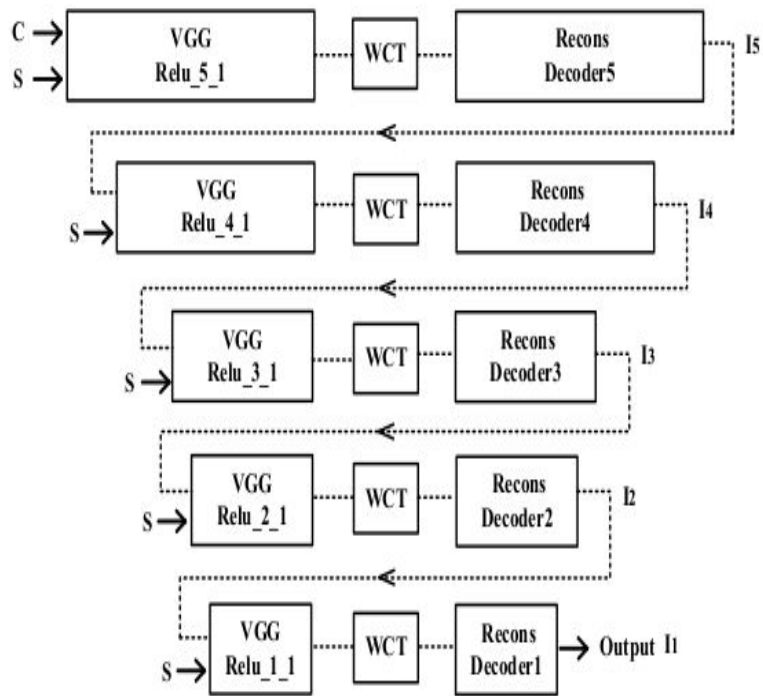 C
S
VGG
Relu_5_1
WCT
Recons
Decoder5
I5
S
VGG
Relu_4_1
WCT
Recons
Decoder4
I4
S
VGG
Relu_3_1
WCT
Recons
Decoder3
I3
S
VGG
Relu_2_1
WCT
Recons
Decoder2
I2
S
VGG
Relu_1_1
WCT
Recons
Decoder1
Output I1